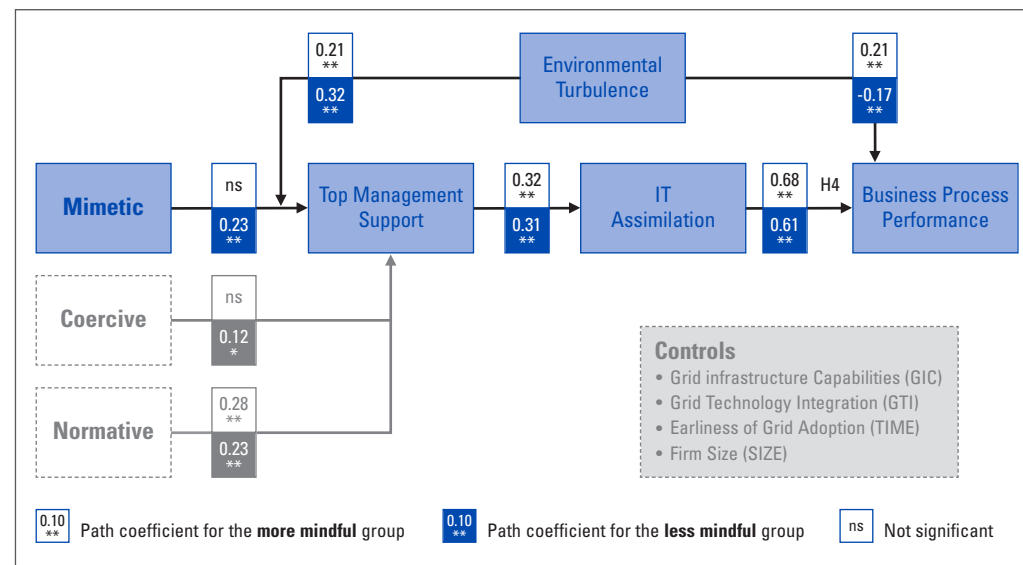 0.21
**
0.32
**
Environmental
Turbulence
0.21
**
-0.17
**
Mimetic
ns
0.23
**
Top Management
Support
0.32
**
0.31
**
IT
Assimilation
0.68
**
0.61
**
H4
Business Process
Performance
Coercive
ns
0.12
*
Normative
0.28
**
0.23
**
Controls
• Grid infrastructure Capabilities (GIC)
• Grid Technology Integration (GTI)
• Earliness of Grid Adoption (TIME)
• Firm Size (SIZE)
0.10
**
Path coefficient for the more mindful group
0.10
**
Path coefficient for the less mindful group
ns
Not significant